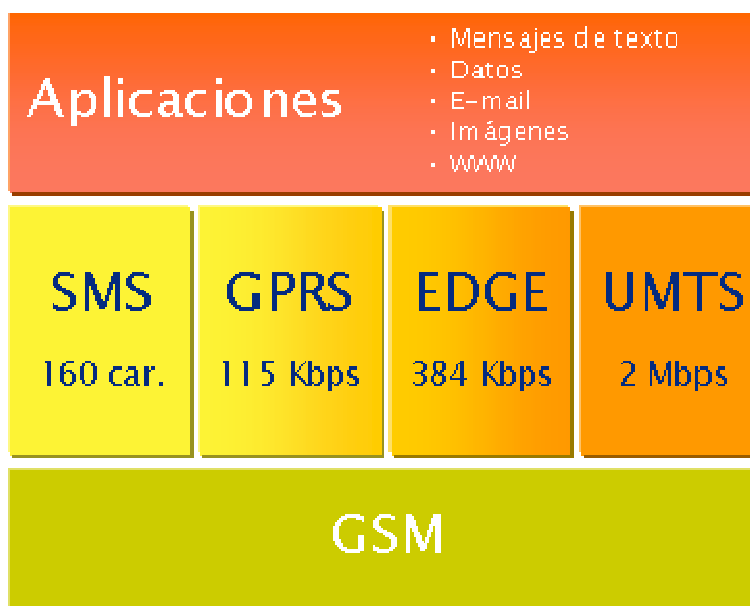 Aplicaciones
· Mensajes de texto
· Datos
· E-mail
· Imágenes
· WWW
SMS
160 car.
GPRS
115 Kbps
EDGE
384 Kbps
UMTS
2 Mbps
GSM